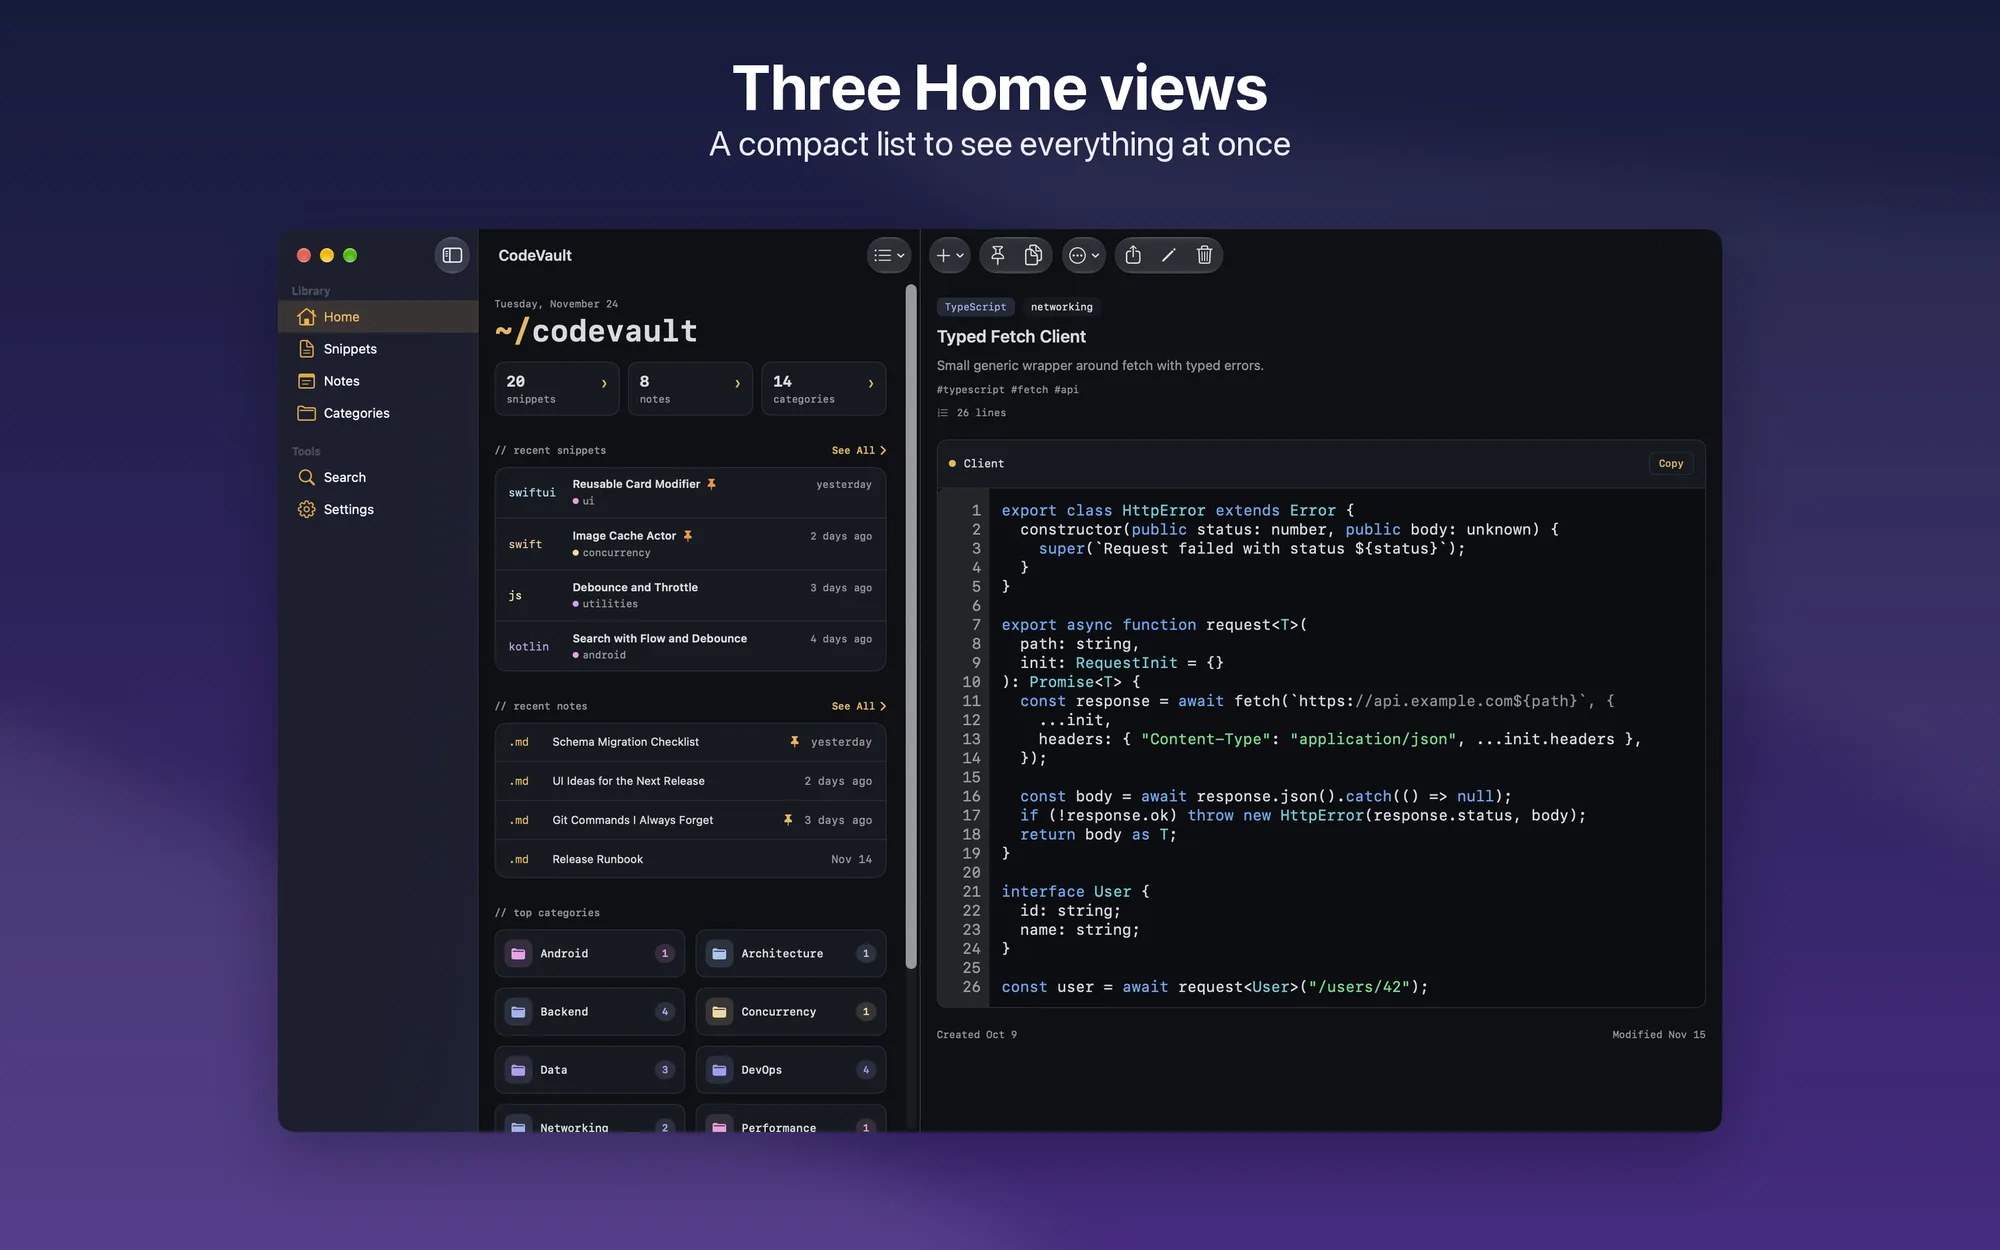 Three Home views
A compact list to see everything at once
CodeVault
Library
Home
Snippets
Notes
Categories
Tools
Search
Settings
Tuesday, November 24
~/codevault
20
snippets
8
notes
14
categories
// recent snippets
See All
swiftui
Reusable Card Modifier
yesterday
ui
swift
Image Cache Actor
2 days ago
concurrency
js
Debounce and Throttle
3 days ago
utilities
kotlin
Search with Flow and Debounce
4 days ago
android
// recent notes
See All
.md Schema Migration Checklist yesterday
.md UI Ideas for the Next Release 2 days ago
.md Git Commands I Always Forget 3 days ago
.md Release Runbook Nov 14
// top categories
Android 1
Architecture 1
Backend 4
Concurrency 1
Data 3
DevOps 4
Networking 2
Performance 1
TypeScript networking
Typed Fetch Client
Small generic wrapper around fetch with typed errors.
#typescript #fetch #api
26 lines
Client
Copy
1 export class HttpError extends Error {
2   constructor(public status: number, public body: unknown) {
3     super(`Request failed with status ${status}`);
4   }
5 }
6
7 export async function request<T>(
8   path: string,
9   init: RequestInit = {}
10 ): Promise<T> {
11   const response = await fetch(`https://api.example.com${path}`, {
12     ...init,
13     headers: { "Content-Type": "application/json", ...init.headers },
14   });
15
16   const body = await response.json().catch(() => null);
17   if (!response.ok) throw new HttpError(response.status, body);
18   return body as T;
19 }
20
21 interface User {
22   id: string;
23   name: string;
24 }
25
26 const user = await request<User>("/users/42");
Created Oct 9
Modified Nov 15